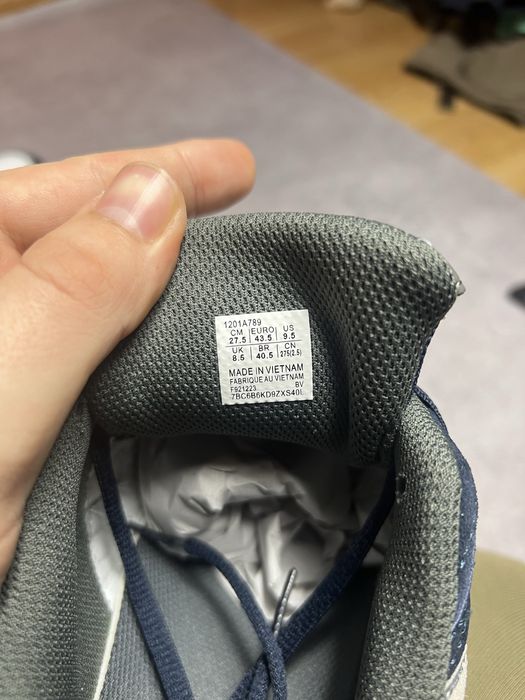 1201A789
CM EURO US
27.5 43.5 9.5
UK BR CN
8.5 40.5 275(2.5)
MADE IN VIETNAM
FABRIQUE AU VIETNAM
F921223 BV
7BC6B6KD9ZXS40I